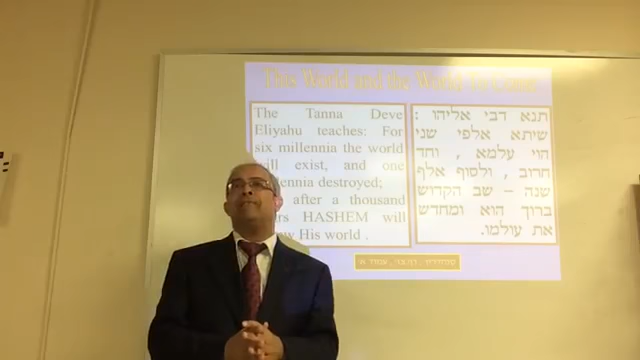 This World and the World to Come
The Tanna Deve
Eliyahu teaches: For
six millennia the world
will exist, and one
destroyed;
after a thousand
HASHEM will
His world .
תנא דבי אליהו :
שיתא אלפי שני
הוי עלמא , וחד
חרוב , ולסוף אלף
שנה – שב הקדוש
ברוך הוא ומחדש
את עולמו.